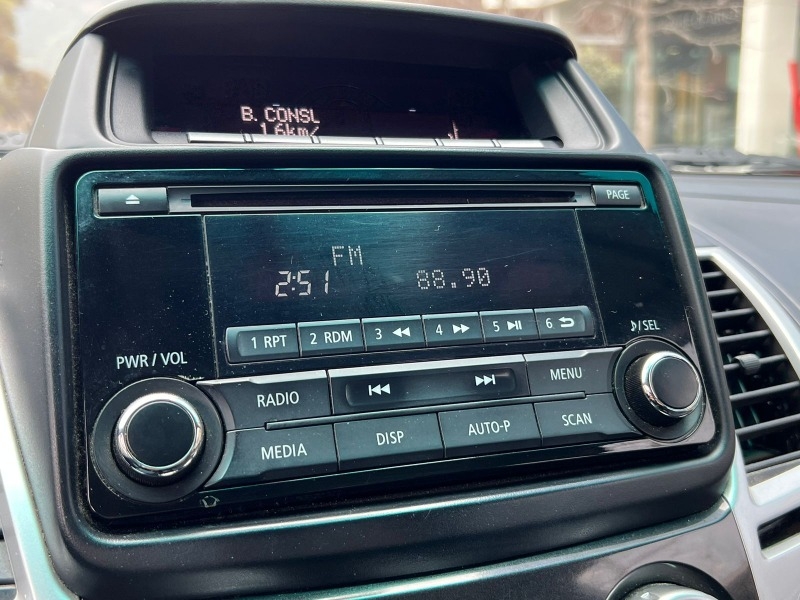 B. CONSL
1.6km/
PAGE
FM
2:51 88.90
1 RPT 2 RDM 3 4 5 6
PWR / VOL
/SEL
RADIO MENU
MEDIA DISP AUTO-P SCAN